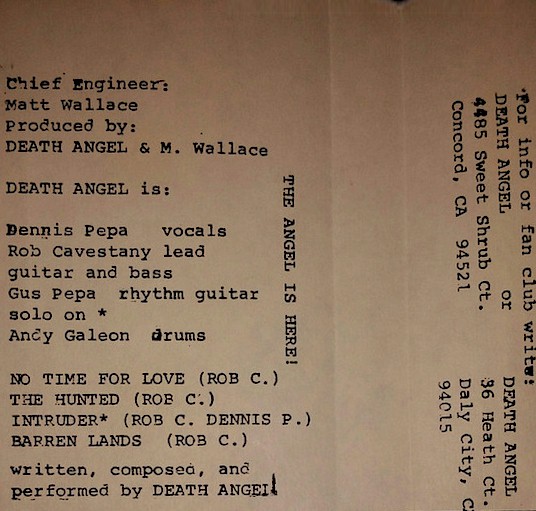 Chief Engineer:
Matt Wallace
Produced by:
DEATH ANGEL & M. Wallace
DEATH ANGEL is:
Dennis Pepa vocals
Rob Cavestany lead
guitar and bass
Gus Pepa rhythm guitar
solo on *
Andy Galeon drums
NO TIME FOR LOVE (ROB C.)
THE HUNTED (ROB C.)
INTRUDER* (ROB C. DENNIS P.)
BARREN LANDS (ROB C.)
written, composed, and
performed by DEATH ANGEL
THE ANGEL IS HERE!
For info or fan club write:
DEATH ANGEL or DEATH ANGEL
4485 Sweet Shrub Ct. 36 Heath Ct.
Concord, CA 94521 Daly City, C
94015